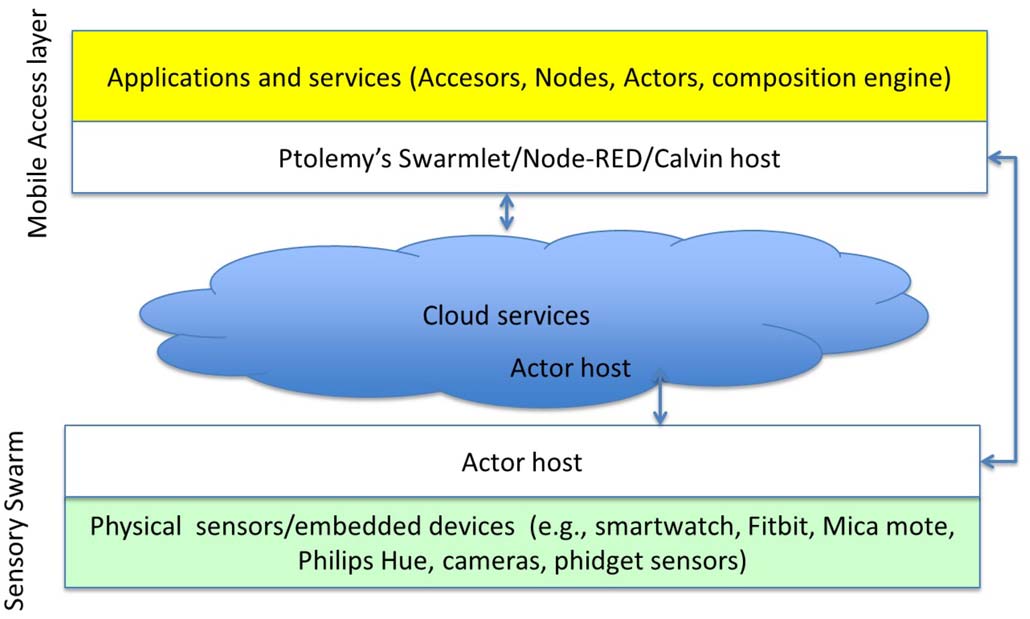 Mobile Access layer
Applications and services (Accesors, Nodes, Actors, composition engine)
Ptolemy's Swarmlet/Node-RED/Calvin host
Cloud services
Actor host
Sensory Swarm
Actor host
Physical sensors/embedded devices (e.g., smartwatch, Fitbit, Mica mote,
Philips Hue, cameras, phidget sensors)